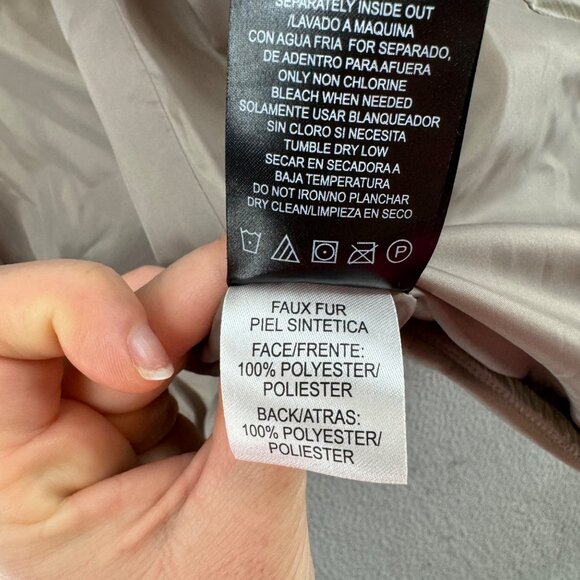 SEPARATELY INSIDE OUT
/LAVADO A MAQUINA
CON AGUA FRIA FOR SEPARADO,
DE ADENTRO PARA AFUERA
ONLY NON CHLORINE
BLEACH WHEN NEEDED
SOLAMENTE USAR BLANQUEADOR
SIN CLORO SI NECESITA
TUMBLE DRY LOW
SECAR EN SECADORA A
BAJA TEMPERATURA
DO NOT IRON/NO PLANCHAR
DRY CLEAN/LIMPIEZA EN SECO
P
FAUX FUR
PIEL SINTETICA
FACE/FRENTE:
100% POLYESTER/
POLIESTER
BACK/ATRAS:
100% POLYESTER/
POLIESTER